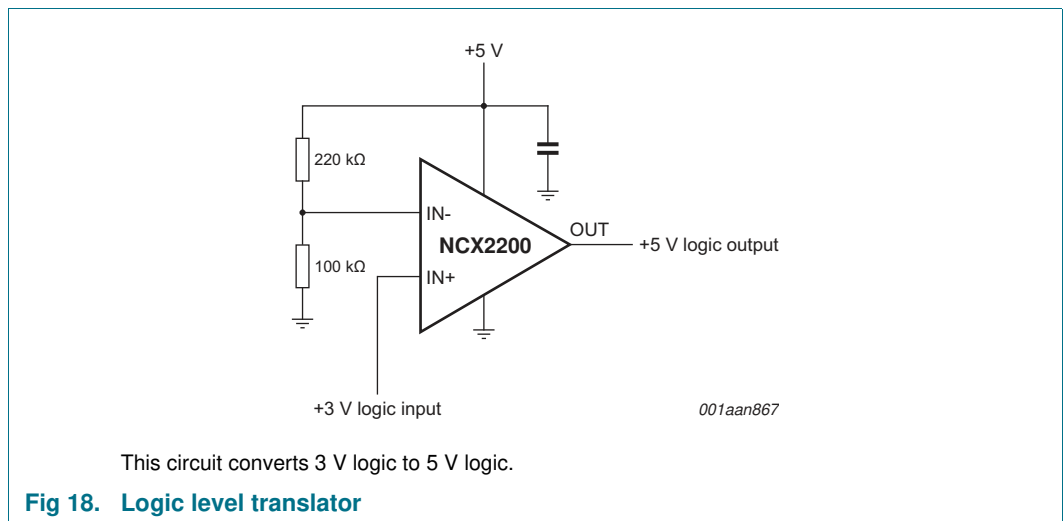 +5 V
220 kΩ
IN-
OUT
NCX2200
+5 V logic output
100 kΩ
IN+
+3 V logic input
001aan867
This circuit converts 3 V logic to 5 V logic.
Fig 18. Logic level translator